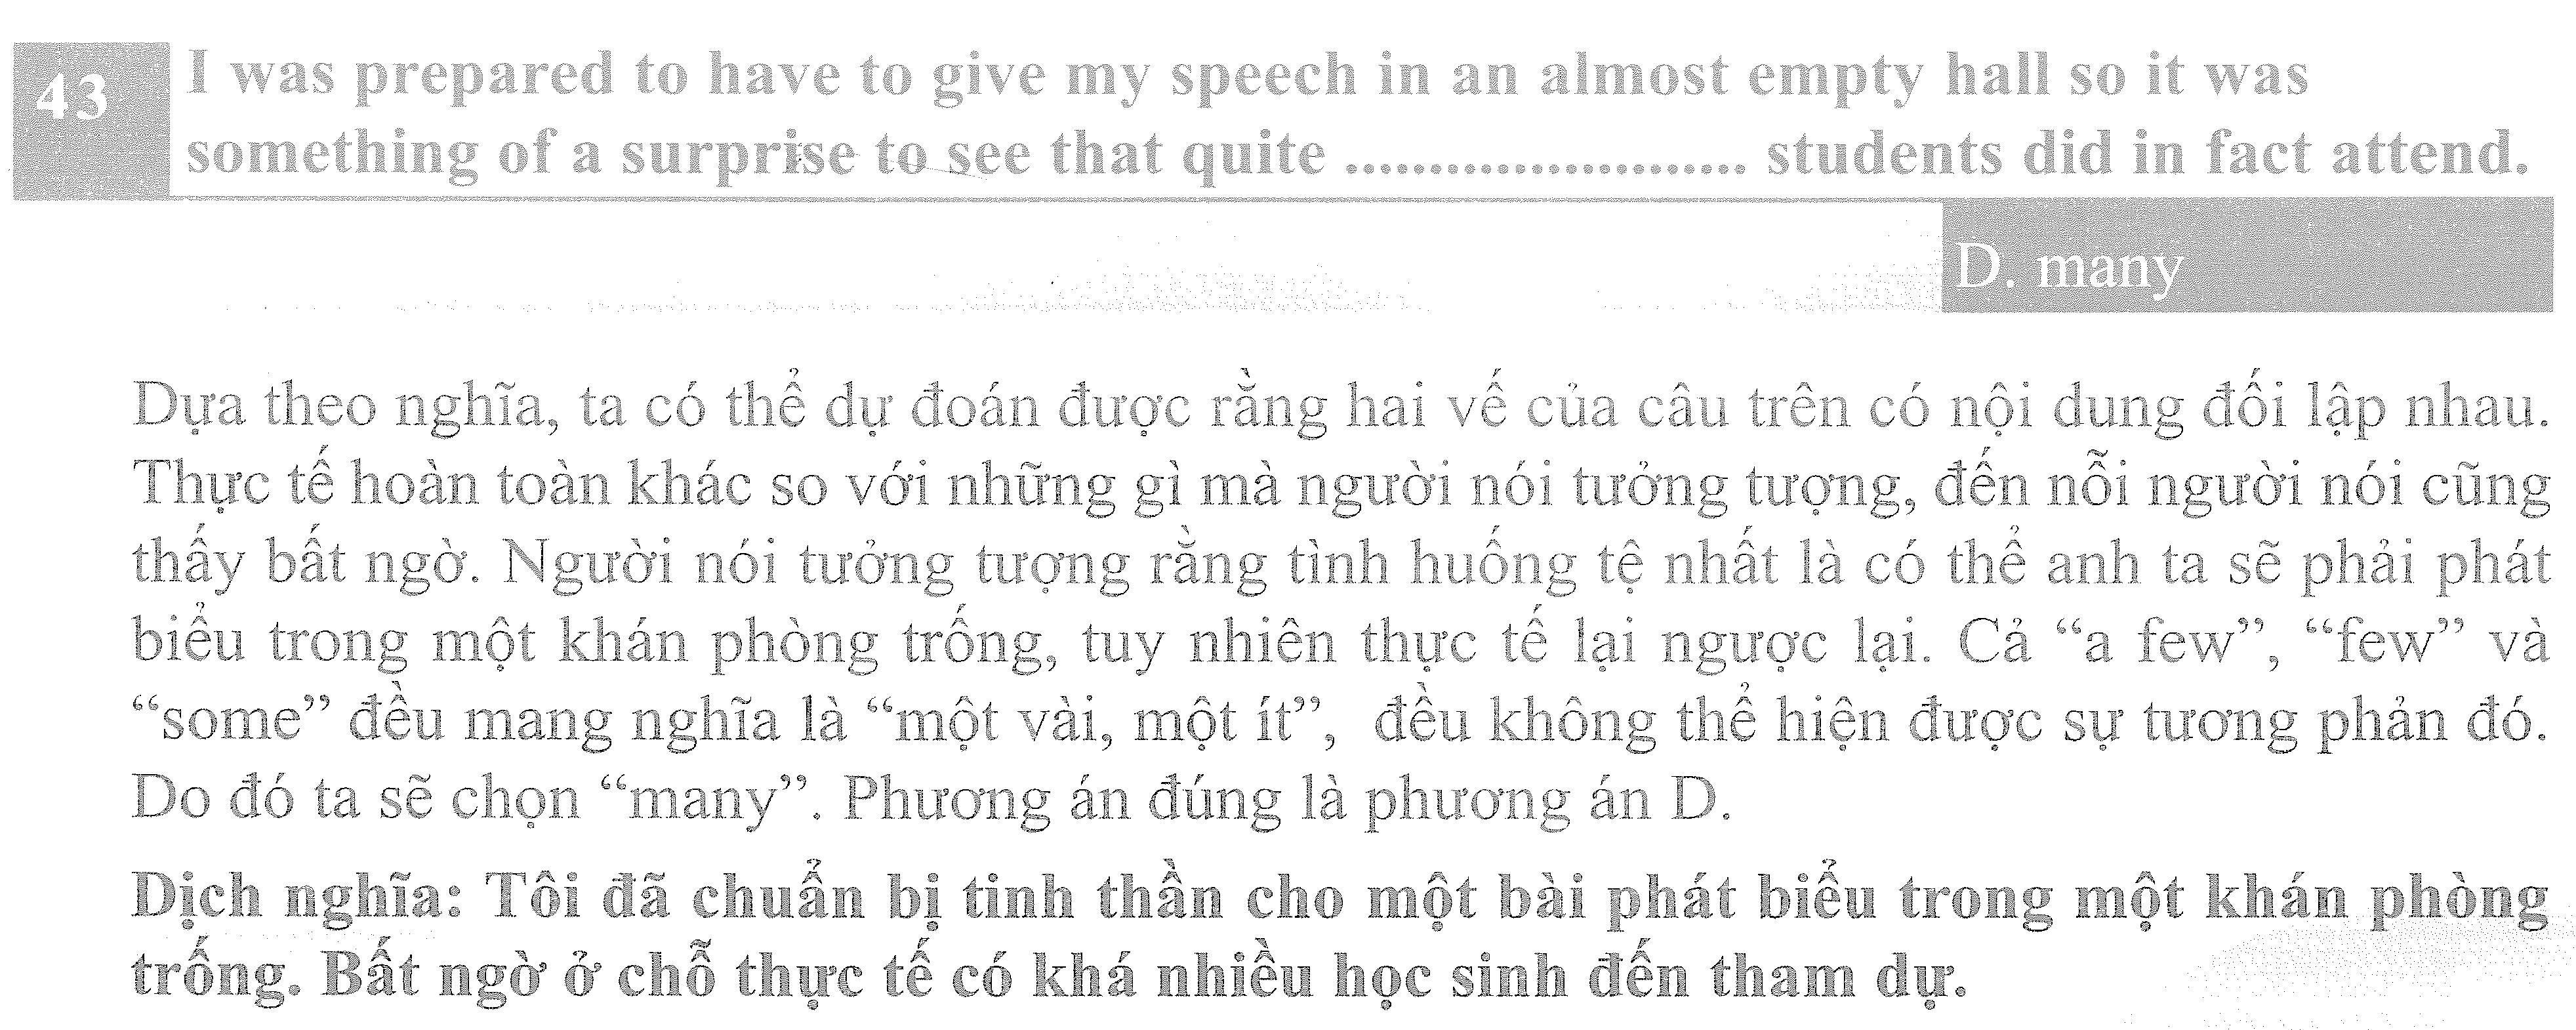 43
I was prepared to have to give my speech in an almost empty hall so it was
something of a surprise to see that quite ........................ students did in fact attend.
D. many
Dựa theo nghĩa, ta có thể dự đoán được rằng hai vế của câu trên có nội dung đối lập nhau.
Thực tế hoàn toàn khác so với những gì mà người nói tưởng tượng, đến nỗi người nói cũng
thấy bất ngờ. Người nói tưởng tượng rằng tình huống tệ nhất là có thể anh ta sẽ phải phát
biểu trong một khán phòng trống, tuy nhiên thực tế lại ngược lại. Cả “a few”, “few” và
“some” đều mang nghĩa là “một vài, một ít”, đều không thể hiện được sự tương phản đó.
Do đó ta sẽ chọn “many”. Phương án đúng là phương án D.
Dịch nghĩa: Tôi đã chuẩn bị tinh thần cho một bài phát biểu trong một khán phòng
trống. Bất ngờ ở chỗ thực tế có khá nhiều học sinh đến tham dự.